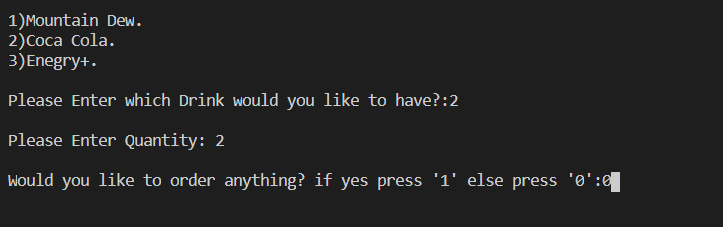 1)Mountain Dew.
2)Coca Cola.
3)Enegry+.
Please Enter which Drink would you like to have?:2
Please Enter Quantity: 2
Would you like to order anything? if yes press '1' else press '0':0